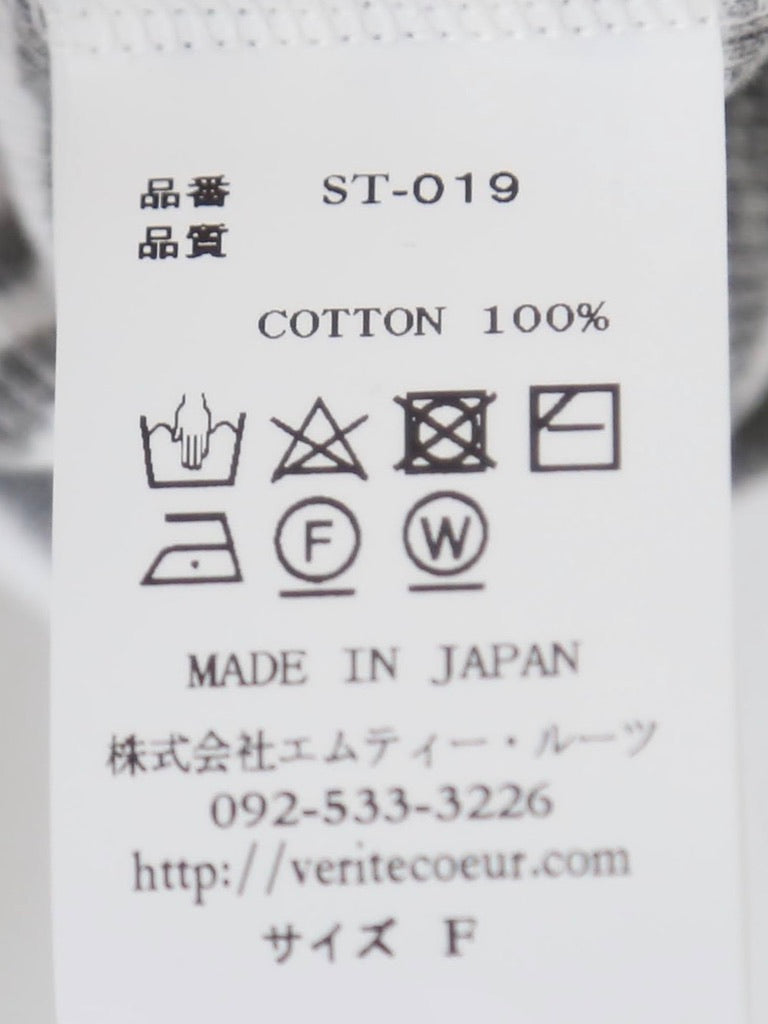 品番 ST-019
品質
COTTON 100%
F W
MADE IN JAPAN
株式会社エムティー・ルーツ
092-533-3226
http://veritecoeur.com
サイズ F